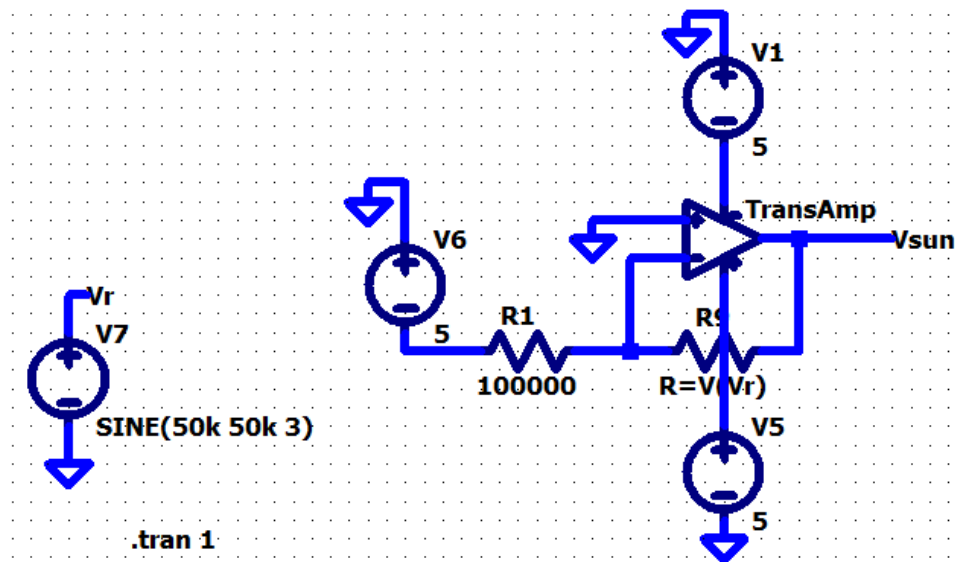 V1
5
TransAmp
Vsun
V6
5
R1
100000
R9
R=V(Vr)
Vr
V7
SINE(50k 50k 3)
V5
5
.tran 1